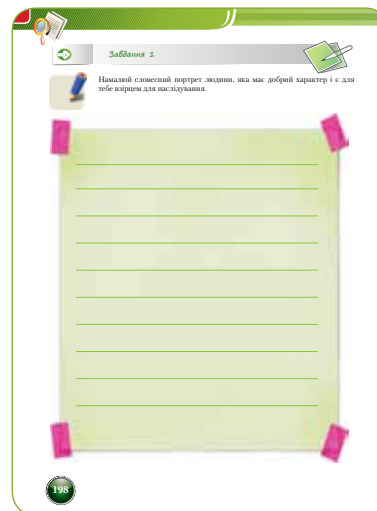 Завдання 1
Намалюй словесний портрет людини, яка має добрий характер і є для
тебе взірцем для наслідування.
198